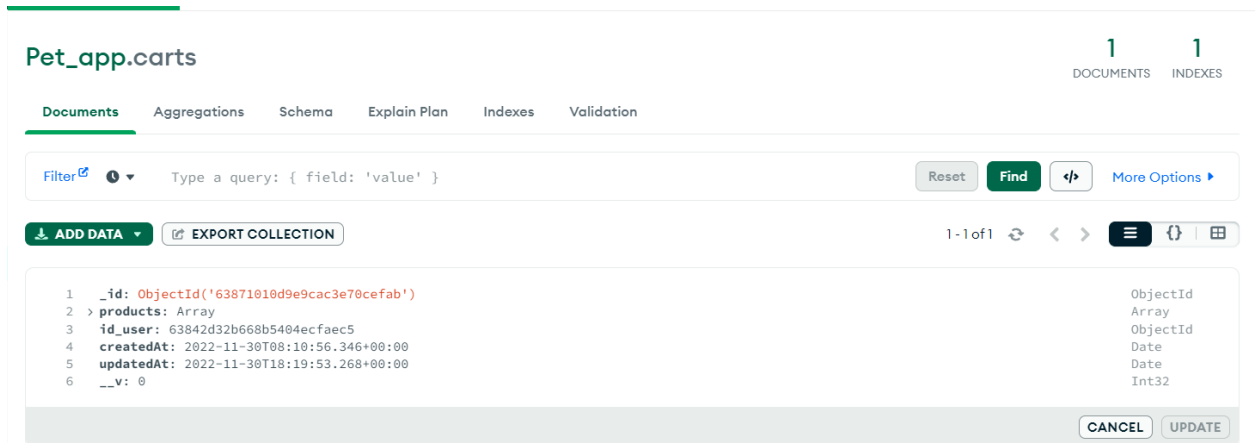 Pet_app.carts
1 1
DOCUMENTS INDEXES
Documents Aggregations Schema Explain Plan Indexes Validation
Filter Type a query: { field: 'value' } Reset Find </> More Options
ADD DATA EXPORT COLLECTION 1 - 1 of 1 {}
1 _id: ObjectId('63871010d9e9cac3e70cefab') ObjectId
2 > products: Array Array
3 id_user: 63842d32b668b5404ecfaec5 ObjectId
4 createdAt: 2022-11-30T08:10:56.346+00:00 Date
5 updatedAt: 2022-11-30T18:19:53.268+00:00 Date
6 __v: 0 Int32
CANCEL UPDATE